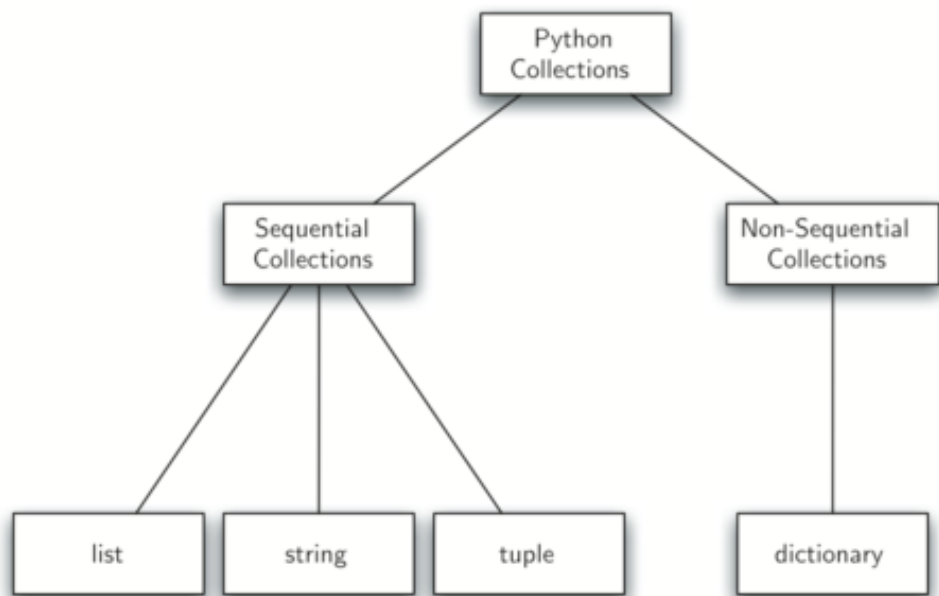 Python
Collections
Sequential
Collections
Non-Sequential
Collections
list
string
tuple
dictionary